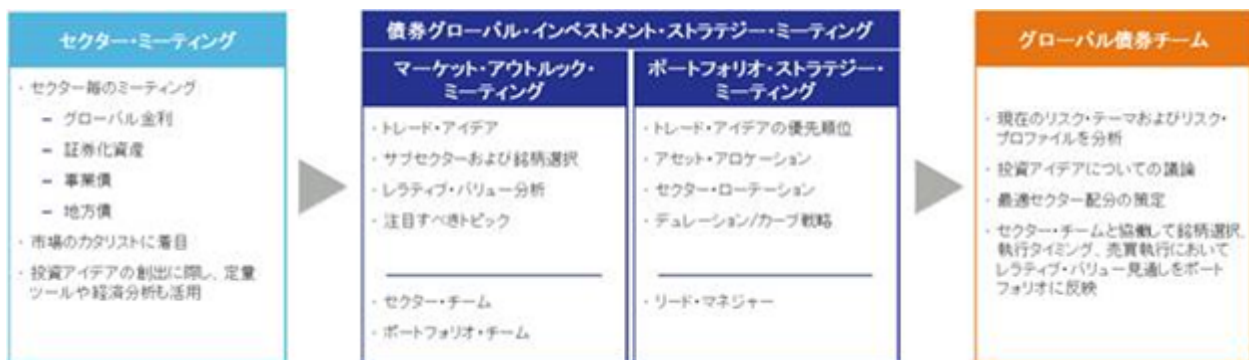 セクター・ミーティング
・セクター毎のミーティング
－ グローバル金利
－ 証券化資産
－ 事業債
－ 地方債
・市場のカタリストに着目
・投資アイデアの創出に際し、定量
ツールや経済分析も活用
債券グローバル・インベストメント・ストラテジー・ミーティング
マーケット・アウトルック・
ミーティング
・トレード・アイデア
・サブセクターおよび銘柄選択
・レラティブ・バリュー分析
・注目すべきトピック
・セクター・チーム
・ポートフォリオ・チーム
ポートフォリオ・ストラテジー・
ミーティング
・トレード・アイデアの優先順位
・アセット・アロケーション
・セクター・ローテーション
・デュレーション/カーブ戦略
・リード・マネジャー
グローバル債券チーム
・現在のリスク・テーマおよびリスク・
プロファイルを分析
・投資アイデアについての議論
・最適セクター配分の策定
・セクター・チームと協働して銘柄選択、
執行タイミング、売買執行において
レラティブ・バリュー見通しをポート
フォリオに反映